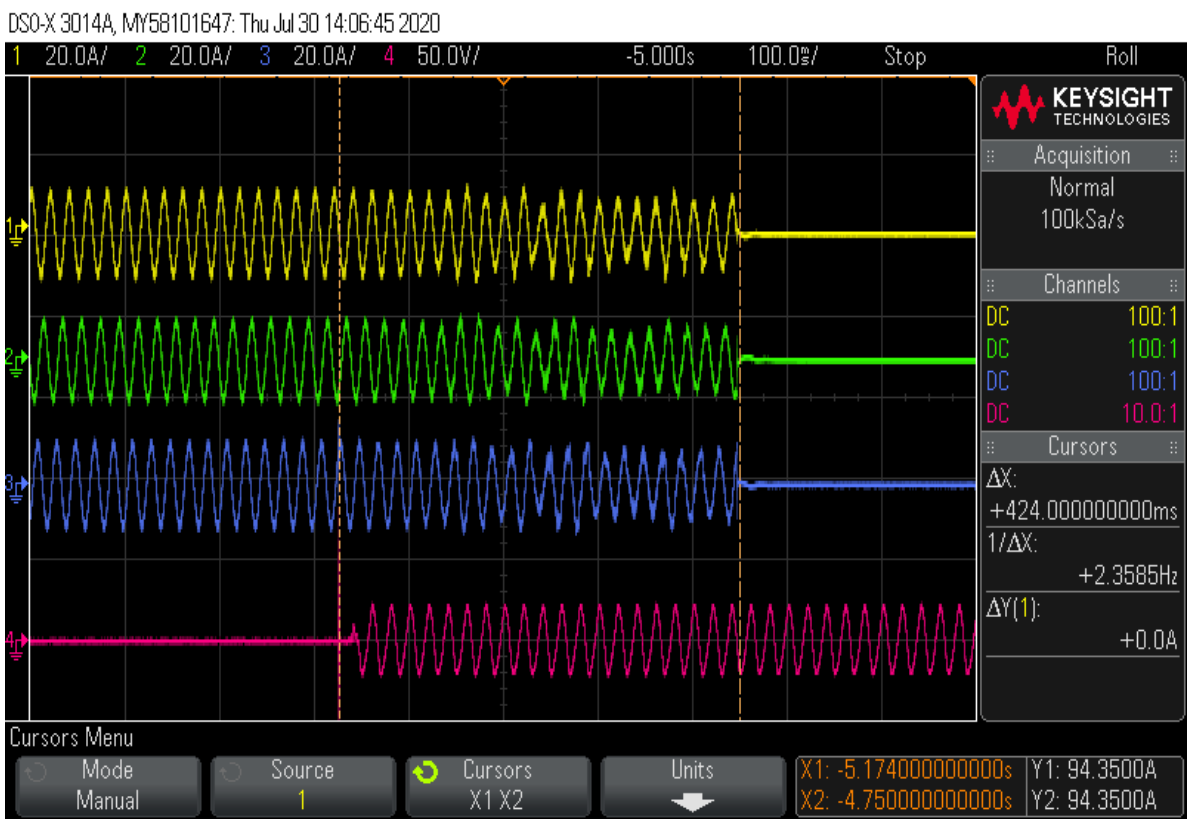 DSO-X 3014A, MY58101647: Thu Jul 30 14:06:45 2020
1 20.0A/ 2 20.0A/ 3 20.0A/ 4 50.0V/ -5.000s 100.0ms/ Stop Roll
KEYSIGHT
TECHNOLOGIES
Acquisition
Normal
100kSa/s
Channels
DC 100:1
DC 100:1
DC 100:1
DC 10.0:1
Cursors
ΔX:
+424.000000000ms
1/ΔX:
+2.3585Hz
ΔY(1):
+0.0A
1
2
3
4
Cursors Menu
Mode
Manual
Source
1
Cursors
X1 X2
Units
X1: -5.174000000000s Y1: 94.3500A
X2: -4.750000000000s Y2: 94.3500A